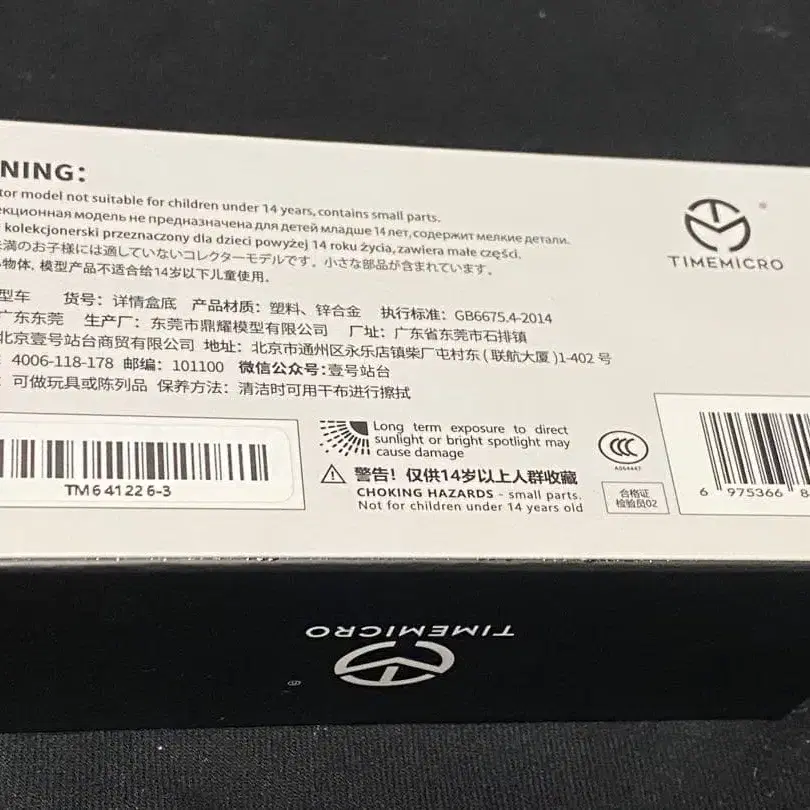 NING:
tor model not suitable for children under 14 years, contains small parts.
екционная модель не предназначена для детей младше 14 лет, содержит мелкие детали.
kolekcjonerski przeznaczony dla dzieci powyżej 14 roku życia, zawiera małe części.
満のお子様には適していないコレクターモデルです。小さな部品が含まれています。
物体，模型产品不适合给14岁以下儿童使用。
型车 货号：详情盒底 产品材质：塑料、锌合金 执行标准：GB6675.4-2014
广东东莞 生产厂：东莞市鼎耀模型有限公司 厂址：广东省东莞市石排镇
北京壹号站台商贸有限公司 地址：北京市通州区永乐店镇柴厂屯村东(联航大厦)1-402号
4006-118-178 邮编：101100 微信公众号:壹号站台
：可做玩具或陈列品 保养方法：清洁时可用干布进行擦拭
TIMEMICRO
TM641226-3
Long term exposure to direct
sunlight or bright spotlight may
cause damage
警告！仅供14岁以上人群收藏
CHOKING HAZARDS - small parts.
Not for children under 14 years old
CCC
A064447
合格证
检验员02
6 975366 8
TIMEMICRO